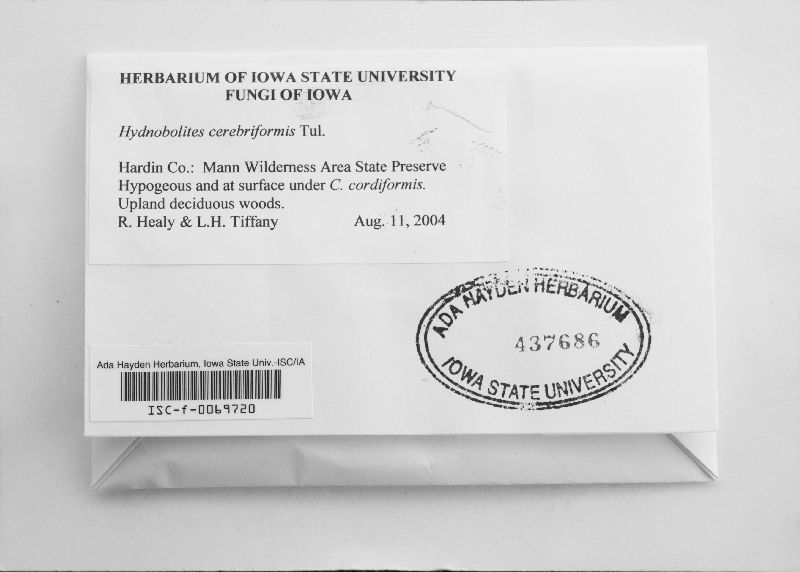 HERBARIUM OF IOWA STATE UNIVERSITY
FUNGI OF IOWA
Hydnobolites cerebriformis Tul.
Hardin Co.: Mann Wilderness Area State Preserve
Hypogeous and at surface under C. cordiformis.
Upland deciduous woods.
R. Healy & L.H. Tiffany Aug. 11, 2004
ADA HAYDEN HERBARIUM
437686
IOWA STATE UNIVERSITY
Ada Hayden Herbarium, Iowa State Univ.-ISC/IA
ISC-f-0069720